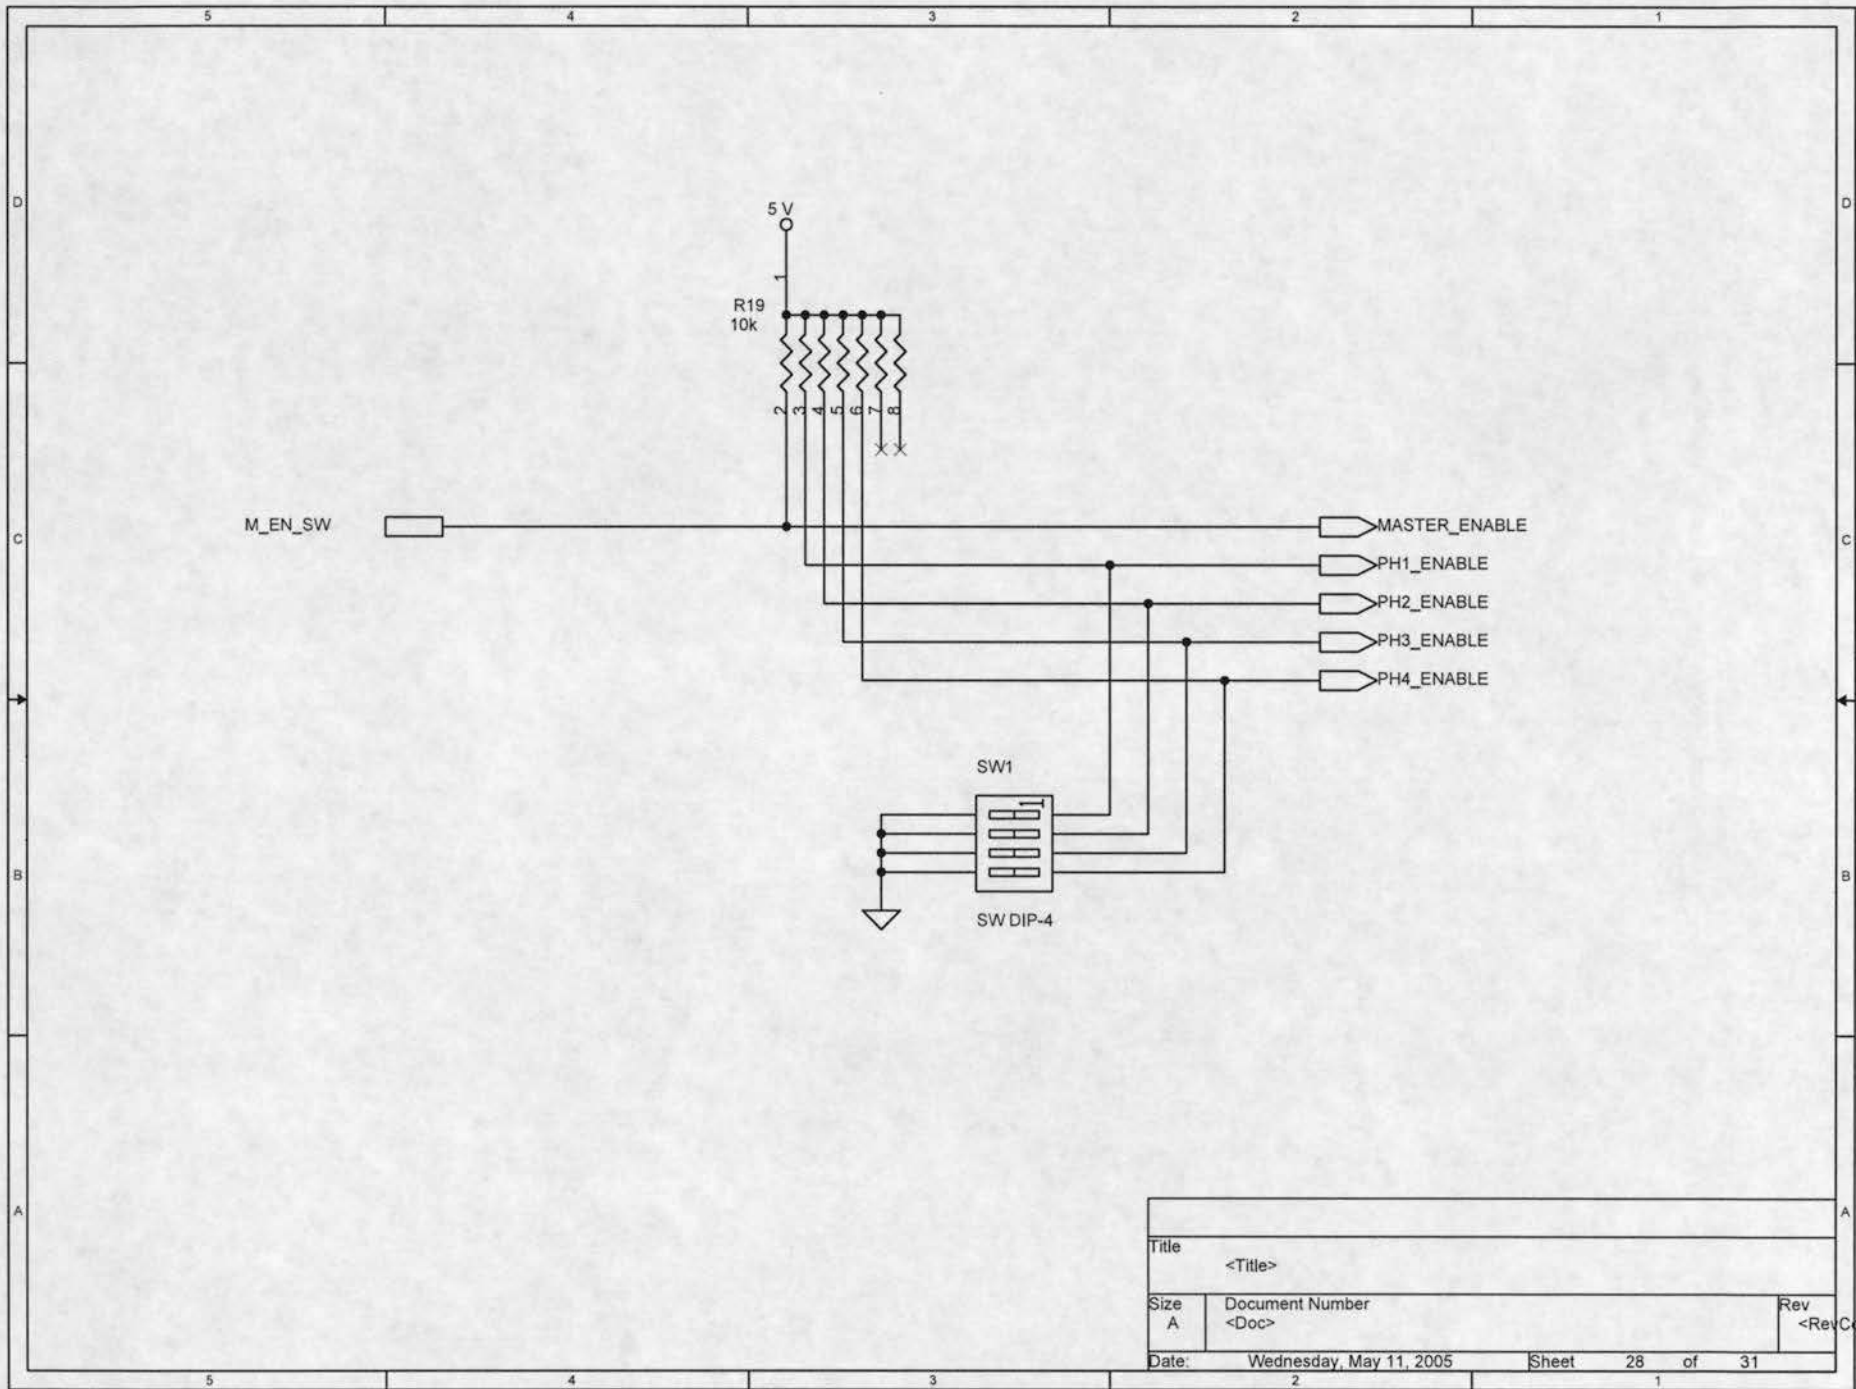 5 4 3 2 1
D D
5 V
1
R19
10k
2 3 4 5 6 7 8
M_EN_SW
MASTER_ENABLE
C C
PH1_ENABLE
PH2_ENABLE
PH3_ENABLE
PH4_ENABLE
SW1
1
B B
SW DIP-4
A A
Title
<Title>
Size Document Number Rev
A <Doc> <RevCo
Date: Wednesday, May 11, 2005 Sheet 28 of 31
5 4 3 2 1